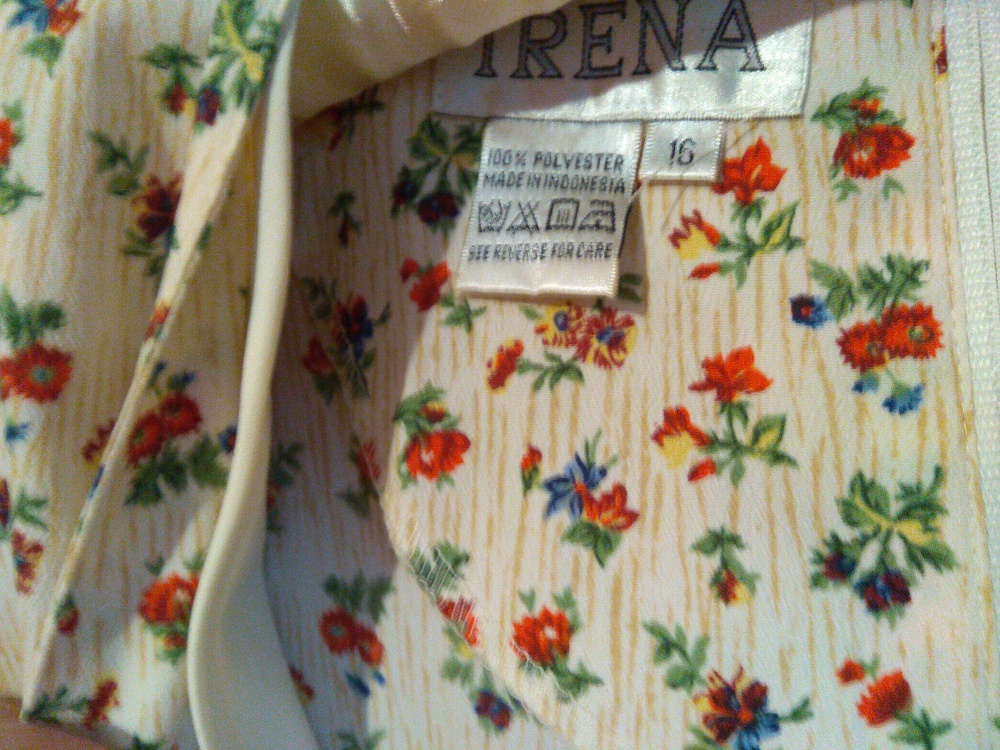 IRENA
16
100% POLYESTER
MADE IN INDONESIA
SEE REVERSE FOR CARE